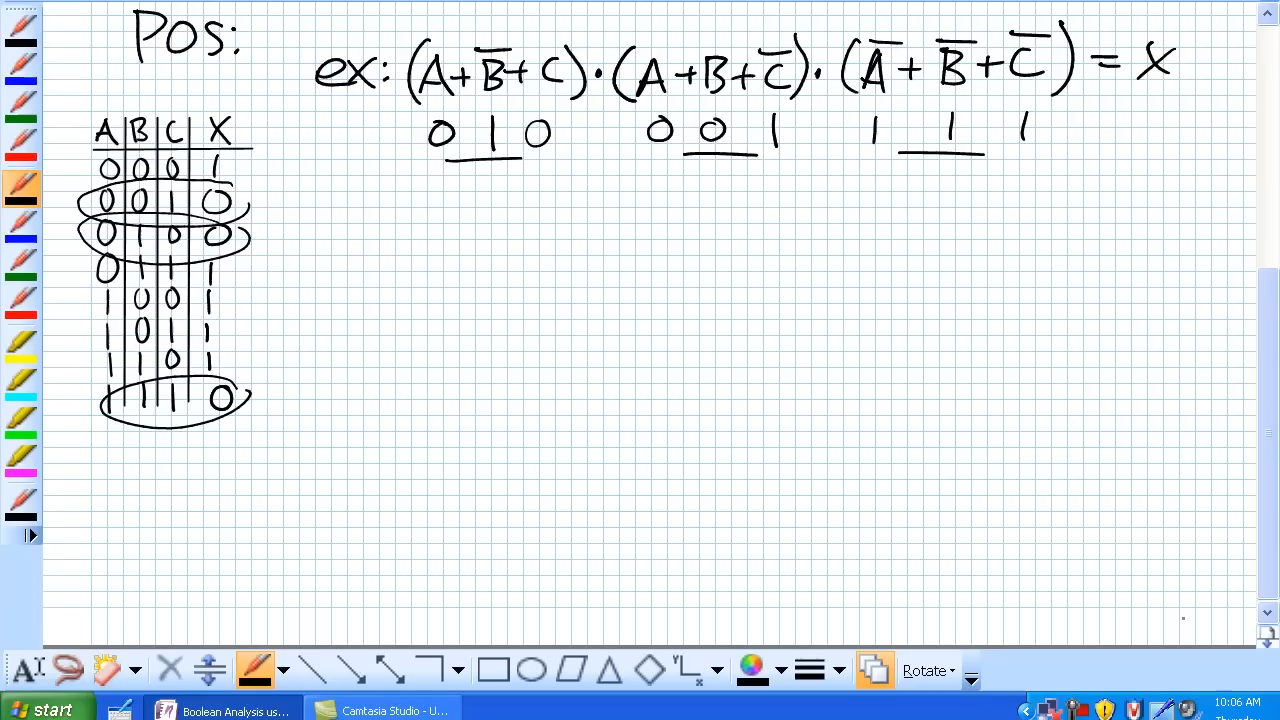 POS:
ex: (A+B̅+C)·(A+B+C̅)·(A̅+B̅+C̅) = X
0 1 0 0 0 1 1 1 1
A B C X
0 0 0 1
0 0 1 0
0 1 0 0
0 1 1 1
1 0 0 1
1 0 1 1
1 1 0 1
1 1 1 0
A
Rotate
start
Boolean Analysis us...
Camtasia Studio - U...
10:06 AM